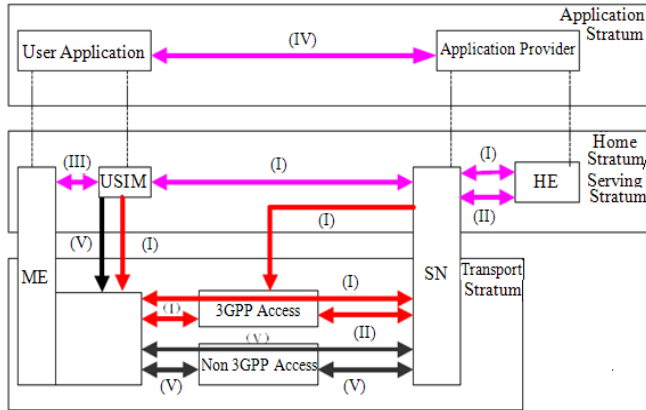 Application
Stratum
User Application
(IV)
Application Provider
Home
Stratum/
Serving
Stratum
(III)
(I)
(I)
USIM
HE
(II)
(I)
(V)
(I)
ME
SN
Transport
Stratum
(I)
(I)
3GPP Access
(II)
(V)
Non 3GPP Access
(V)
(V)